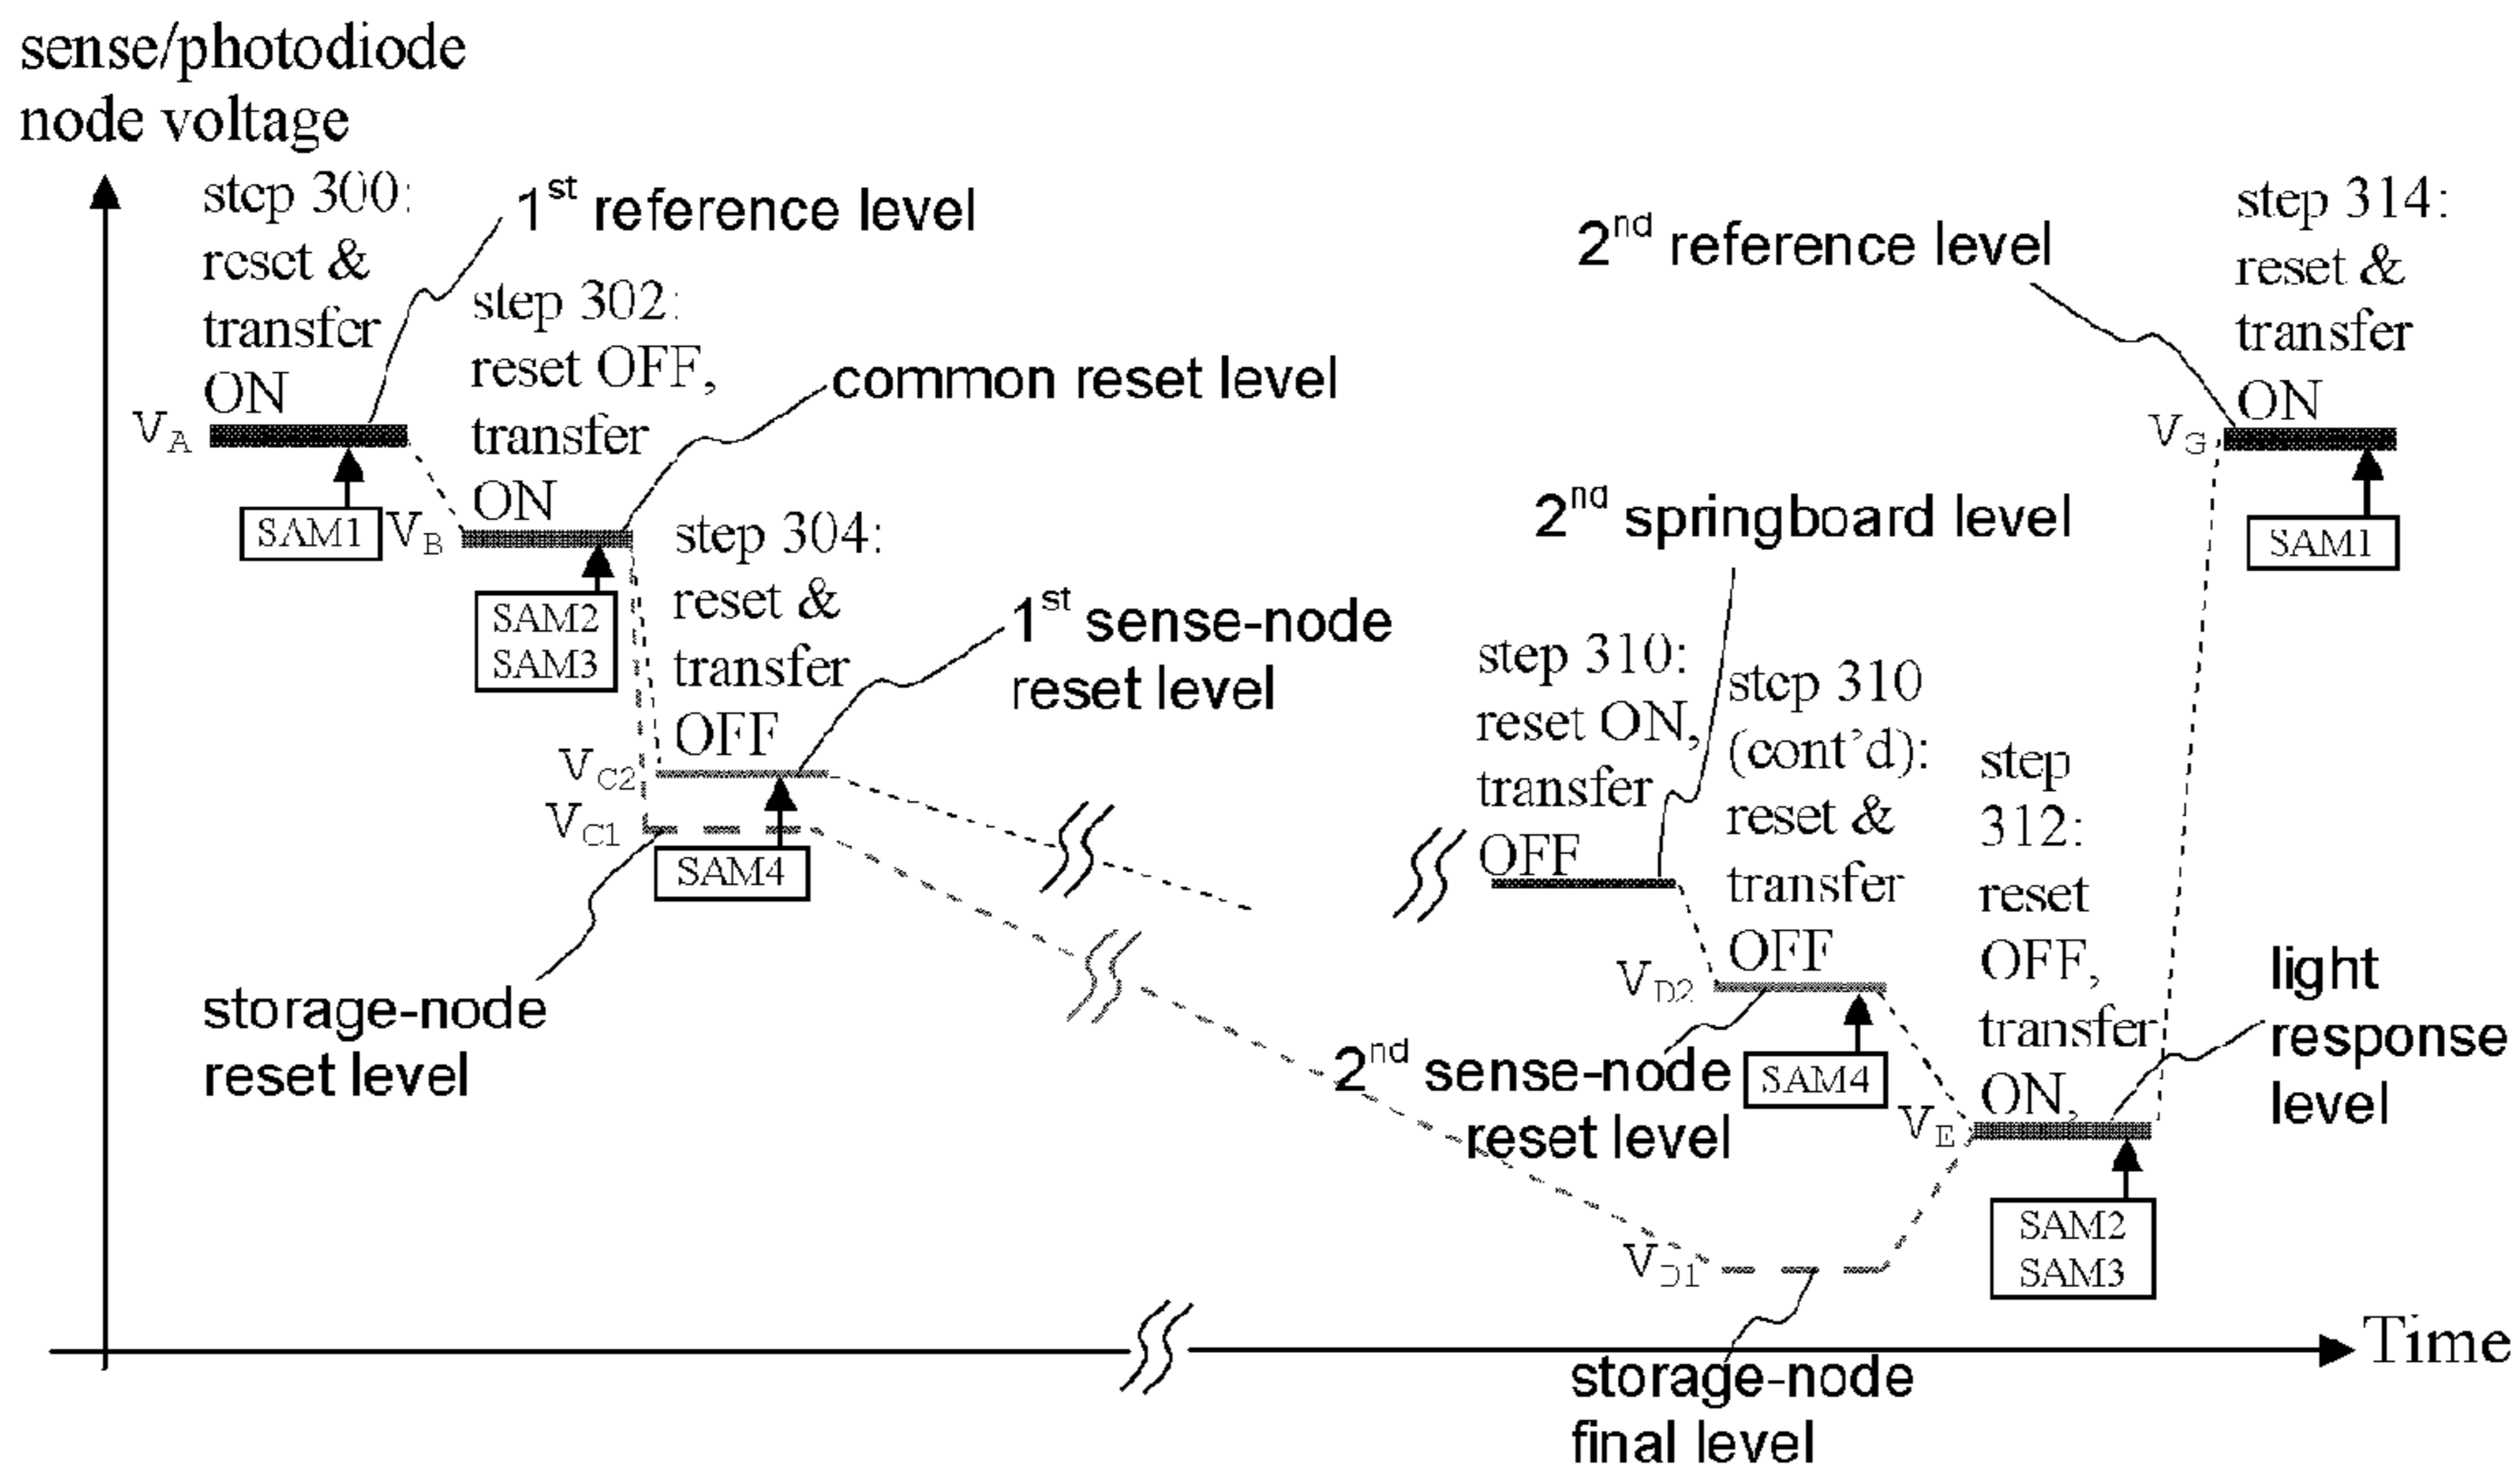 sense/photodiode
node voltage
step 300:
reset &
transfer
ON
1st reference level
step 302:
reset OFF,
transfer
ON
common reset level
VA
SAM1
VB
SAM2
SAM3
step 304:
reset &
transfer
OFF
1st sense-node
reset level
VC2
VC1
SAM4
storage-node
reset level
2nd reference level
step 314:
reset &
transfer
ON
VG
SAM1
2nd springboard level
step 310:
reset ON,
transfer
OFF
step 310
(cont'd):
reset &
transfer
OFF
VD2
SAM4
2nd sense-node
reset level
step
312:
reset
OFF,
transfer
ON,
VE
light
response
level
SAM2
SAM3
VD1
storage-node
final level
Time